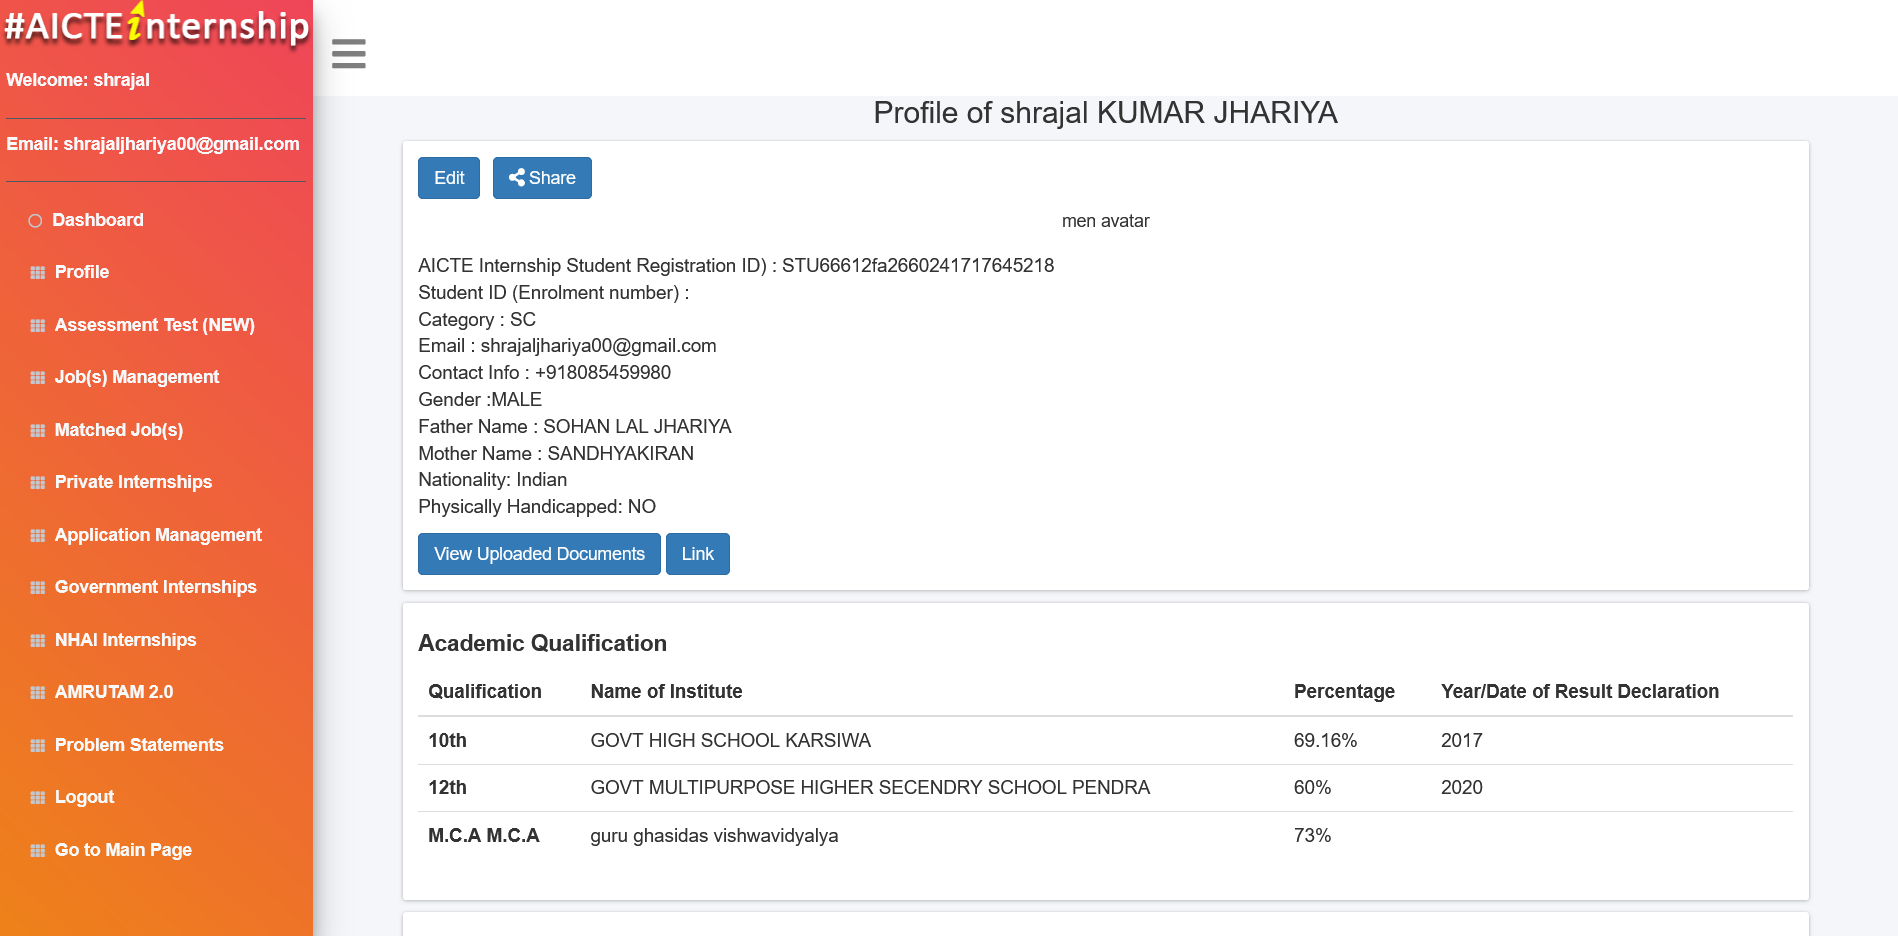 #AICTE internship
Welcome: shrajal
Email: shrajaljhariya00@gmail.com
Dashboard
Profile
Assessment Test (NEW)
Job(s) Management
Matched Job(s)
Private Internships
Application Management
Government Internships
NHAI Internships
AMRUTAM 2.0
Problem Statements
Logout
Go to Main Page
Profile of shrajal KUMAR JHARIYA
Edit Share
men avatar
AICTE Internship Student Registration ID) : STU66612fa2660241717645218
Student ID (Enrolment number) :
Category : SC
Email : shrajaljhariya00@gmail.com
Contact Info : +918085459980
Gender :MALE
Father Name : SOHAN LAL JHARIYA
Mother Name : SANDHYAKIRAN
Nationality: Indian
Physically Handicapped: NO
View Uploaded Documents Link
Academic Qualification
Qualification Name of Institute Percentage Year/Date of Result Declaration
10th GOVT HIGH SCHOOL KARSIWA 69.16% 2017
12th GOVT MULTIPURPOSE HIGHER SECENDRY SCHOOL PENDRA 60% 2020
M.C.A M.C.A guru ghasidas vishwavidyalya 73%